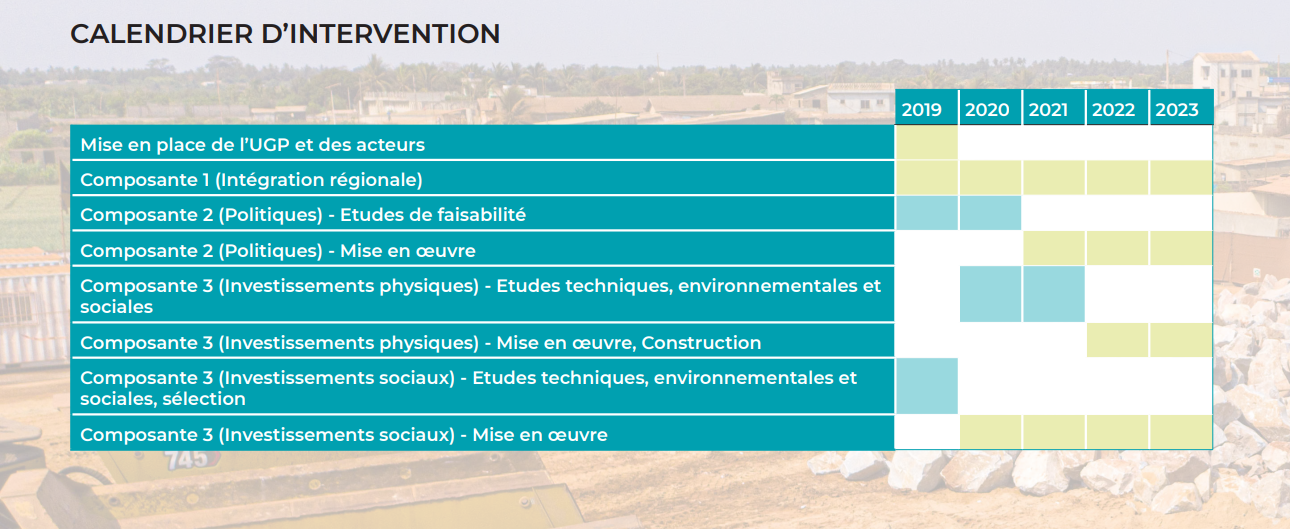 CALENDRIER D’INTERVENTION
2019 2020 2021 2022 2023
Mise en place de l’UGP et des acteurs
Composante 1 (Intégration régionale)
Composante 2 (Politiques) - Etudes de faisabilité
Composante 2 (Politiques) - Mise en œuvre
Composante 3 (Investissements physiques) - Etudes techniques, environnementales et
sociales
Composante 3 (Investissements physiques) - Mise en œuvre, Construction
Composante 3 (Investissements sociaux) - Etudes techniques, environnementales et
sociales, sélection
Composante 3 (Investissements sociaux) - Mise en œuvre
745